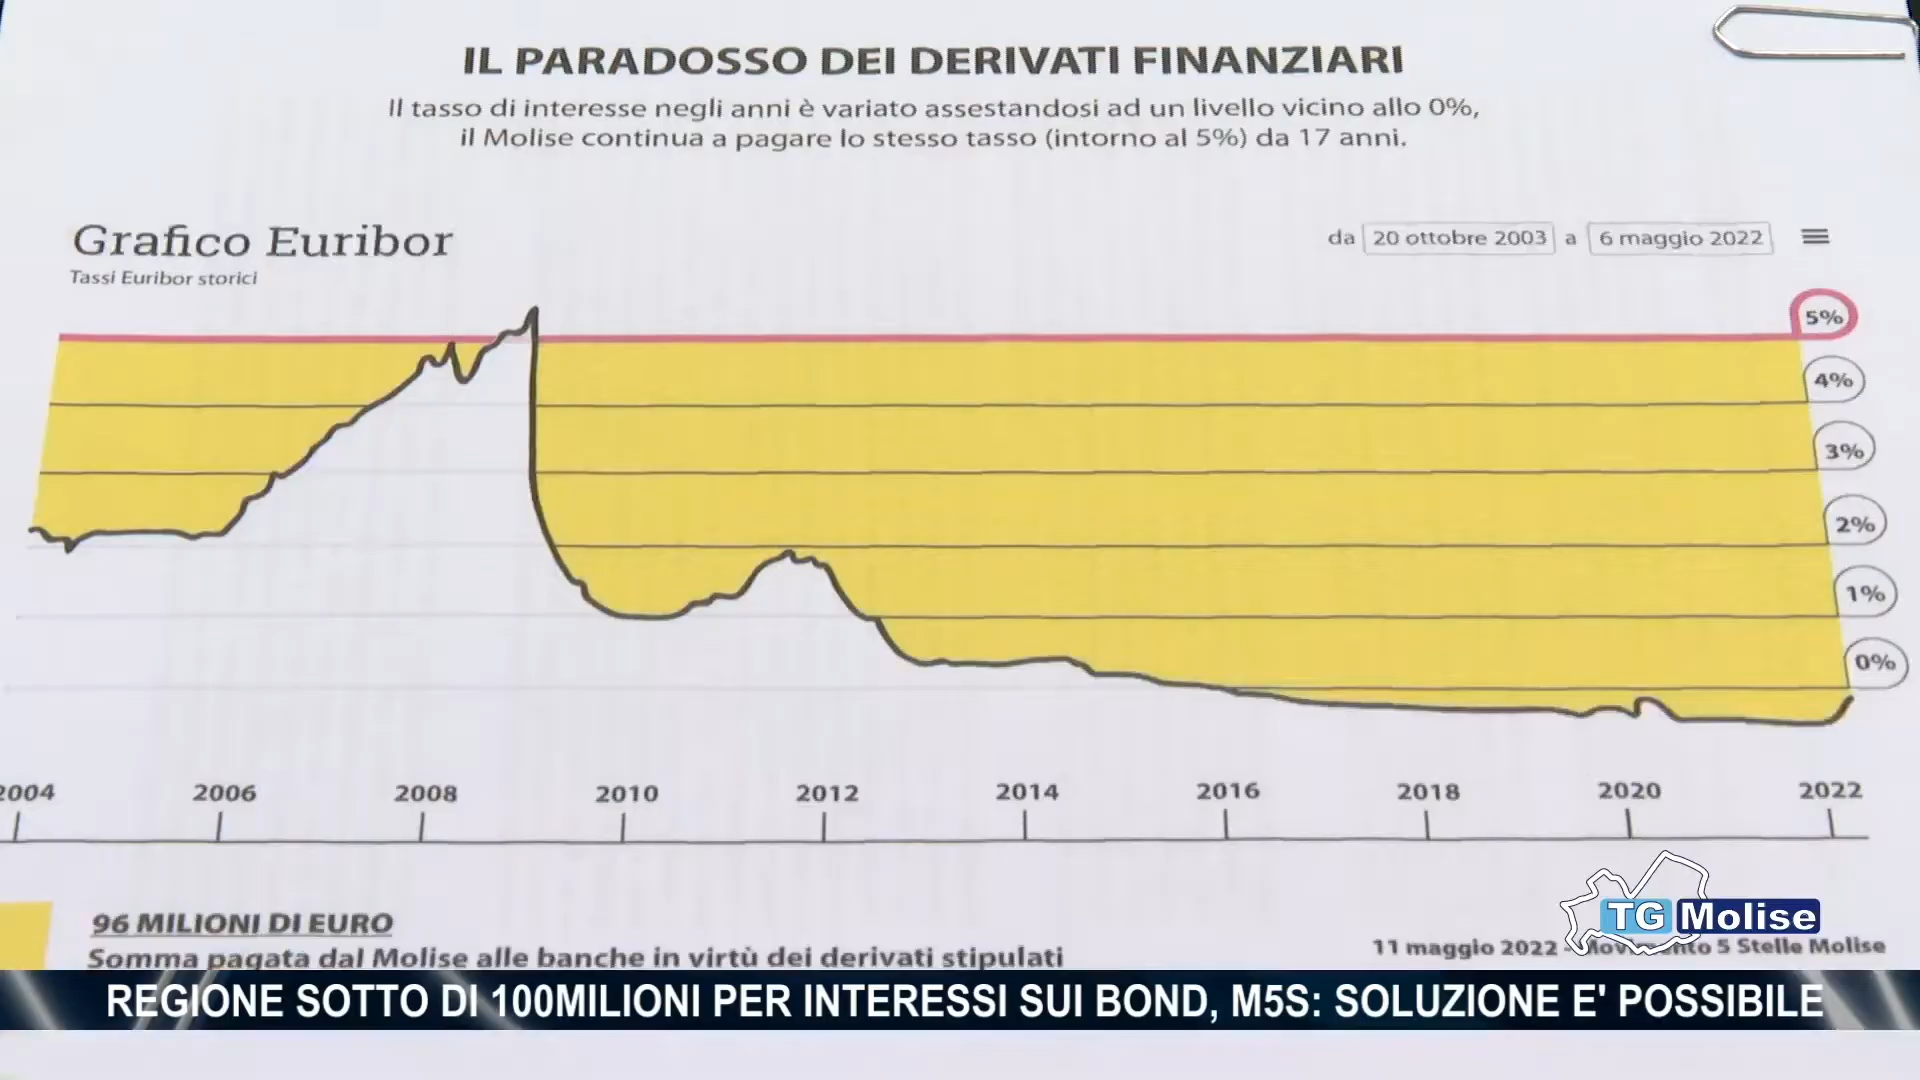 IL PARADOSSO DEI DERIVATI FINANZIARI
Il tasso di interesse negli anni è variato assestandosi ad un livello vicino allo 0%,
il Molise continua a pagare lo stesso tasso (intorno al 5%) da 17 anni.
Grafico Euribor
da 20 ottobre 2003 a 6 maggio 2022
Tassi Euribor storici
5%
4%
3%
2%
1%
0%
2004 2006 2008 2010 2012 2014 2016 2018 2020 2022
96 MILIONI DI EURO
Somma pagata dal Molise alle banche in virtù dei derivati stipulati
11 maggio 2022 - Movimento 5 Stelle Molise
TG Molise
REGIONE SOTTO DI 100MILIONI PER INTERESSI SUI BOND, M5S: SOLUZIONE E' POSSIBILE